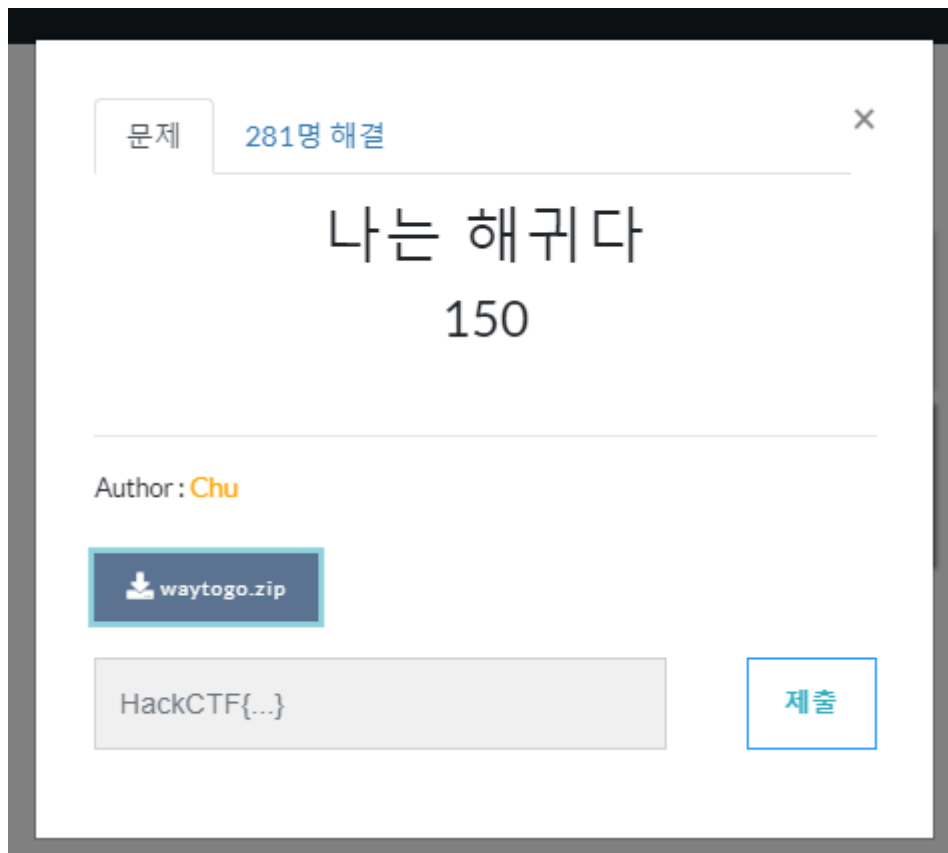 문제 281명 해결 ×
나는 해귀다
150
Author : Chu
waytogo.zip
HackCTF{...} 제출